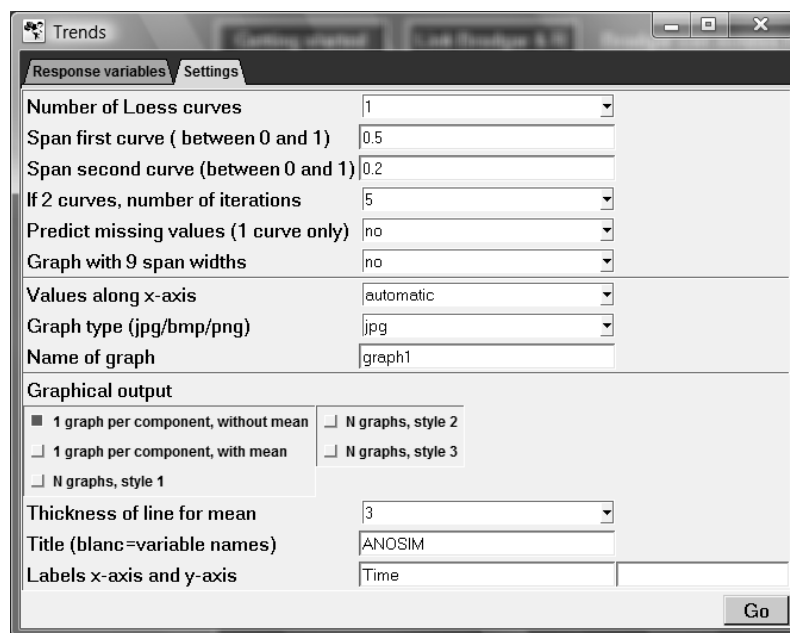 Trends
Response variables Settings
Number of Loess curves 1
Span first curve ( between 0 and 1) 0.5
Span second curve (between 0 and 1) 0.2
If 2 curves, number of iterations 5
Predict missing values (1 curve only) no
Graph with 9 span widths no
Values along x-axis automatic
Graph type (jpg/bmp/png) jpg
Name of graph graph1
Graphical output
1 graph per component, without mean N graphs, style 2
1 graph per component, with mean N graphs, style 3
N graphs, style 1
Thickness of line for mean 3
Title (blanc=variable names) ANOSIM
Labels x-axis and y-axis Time
Go